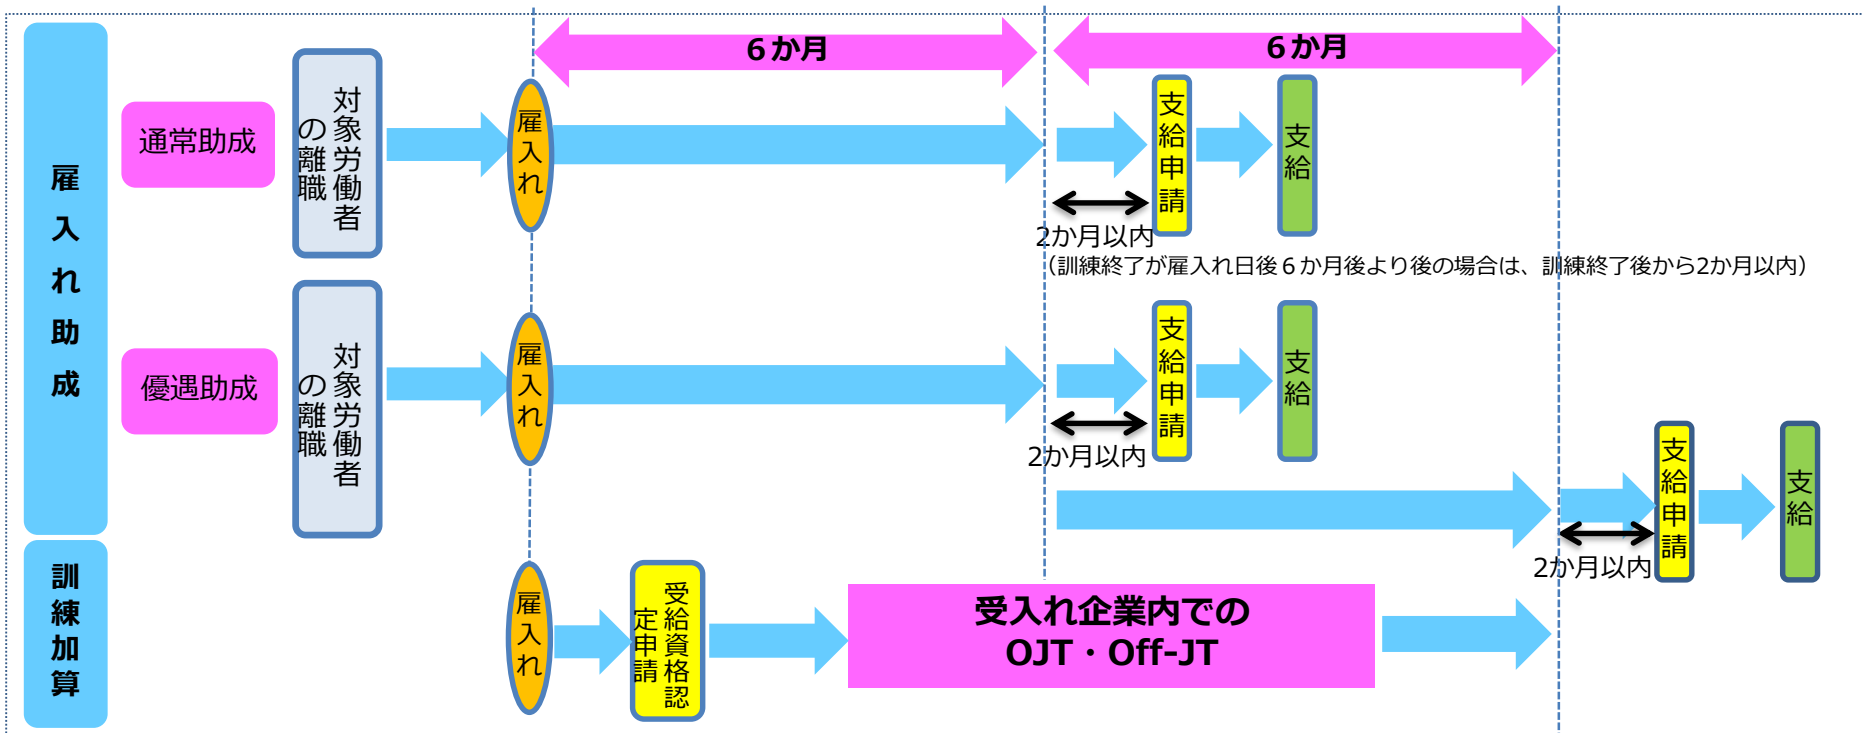 ６か月
６か月
雇入れ助成
通常助成
対象労働者
の離職
雇入れ
支給申請
支給
2か月以内
（訓練終了が雇入れ日後６か月後より後の場合は、訓練終了後から2か月以内）
優遇助成
対象労働者
の離職
雇入れ
支給申請
支給
2か月以内
支給申請
支給
2か月以内
訓練加算
雇入れ
受給資格認
定申請
受入れ企業内での
OJT・Off-JT